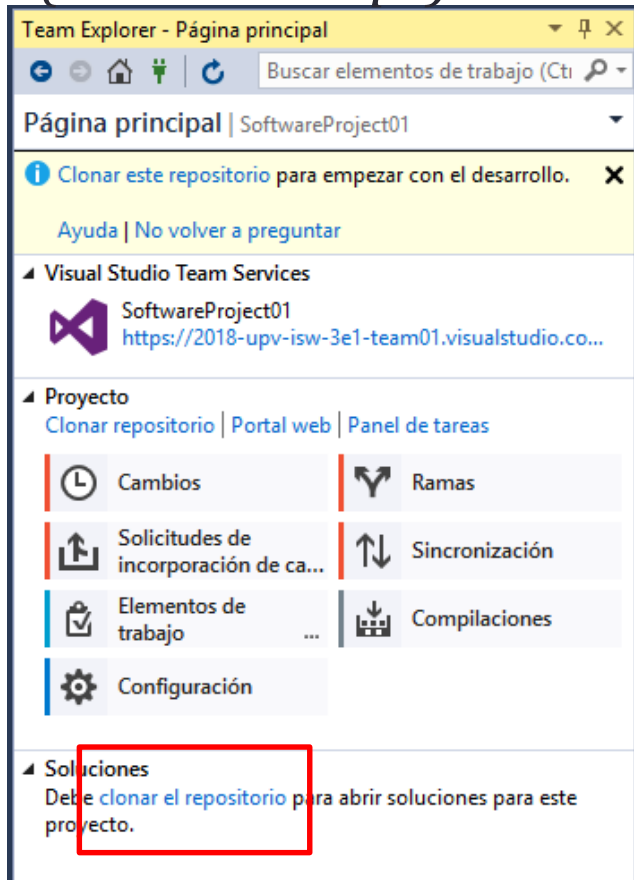 Team Explorer - Página principal
Buscar elementos de trabajo (Ctr
Página principal | SoftwareProject01
Clonar este repositorio para empezar con el desarrollo.
Ayuda | No volver a preguntar
Visual Studio Team Services
SoftwareProject01
https://2018-upv-isw-3e1-team01.visualstudio.co...
Proyecto
Clonar repositorio | Portal web | Panel de tareas
Cambios
Ramas
Solicitudes de
incorporación de ca...
Sincronización
Elementos de
trabajo ...
Compilaciones
Configuración
Soluciones
Debe clonar el repositorio para abrir soluciones para este
proyecto.